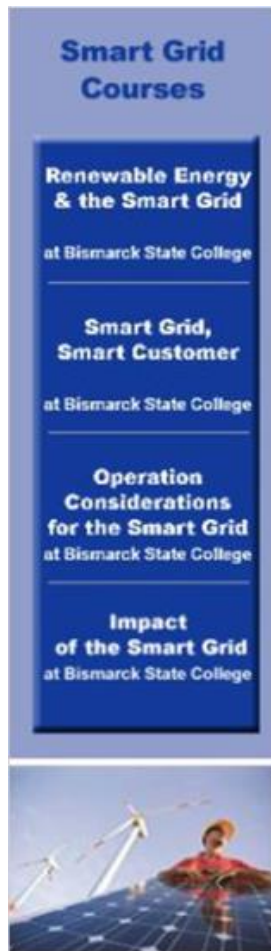 Smart Grid
Courses
Renewable Energy
& the Smart Grid
at Bismarck State College
Smart Grid,
Smart Customer
at Bismarck State College
Operation
Considerations
for the Smart Grid
at Bismarck State College
Impact
of the Smart Grid
at Bismarck State College